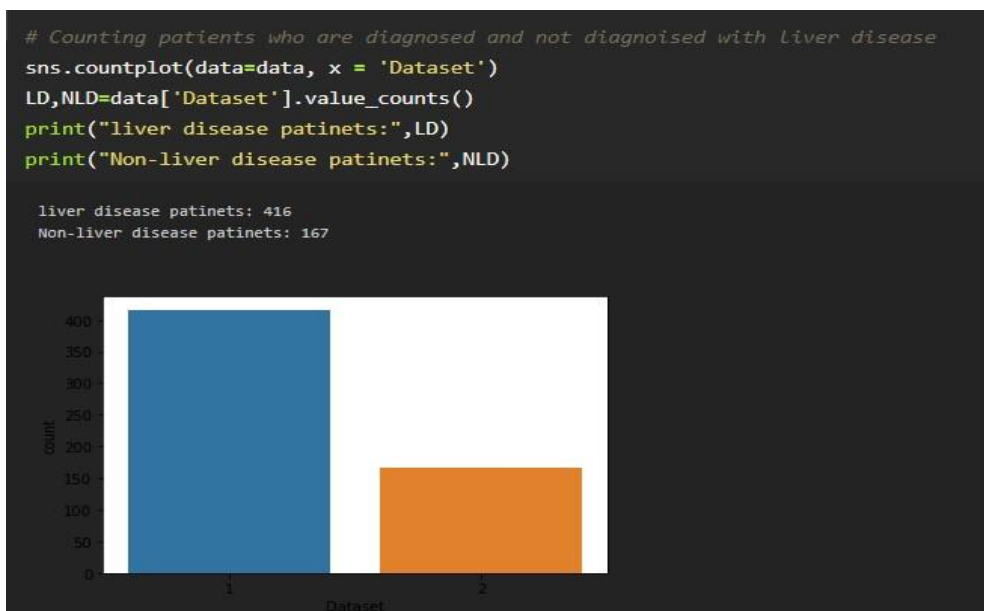 # Counting patients who are diagnosed and not diagnoised with liver disease
sns.countplot(data=data, x = 'Dataset')
LD,NLD=data['Dataset'].value_counts()
print("liver disease patinets:",LD)
print("Non-liver disease patinets:",NLD)
liver disease patinets: 416
Non-liver disease patinets: 167
400
350
300
250
200
150
100
50
0
count
1
2
Dataset